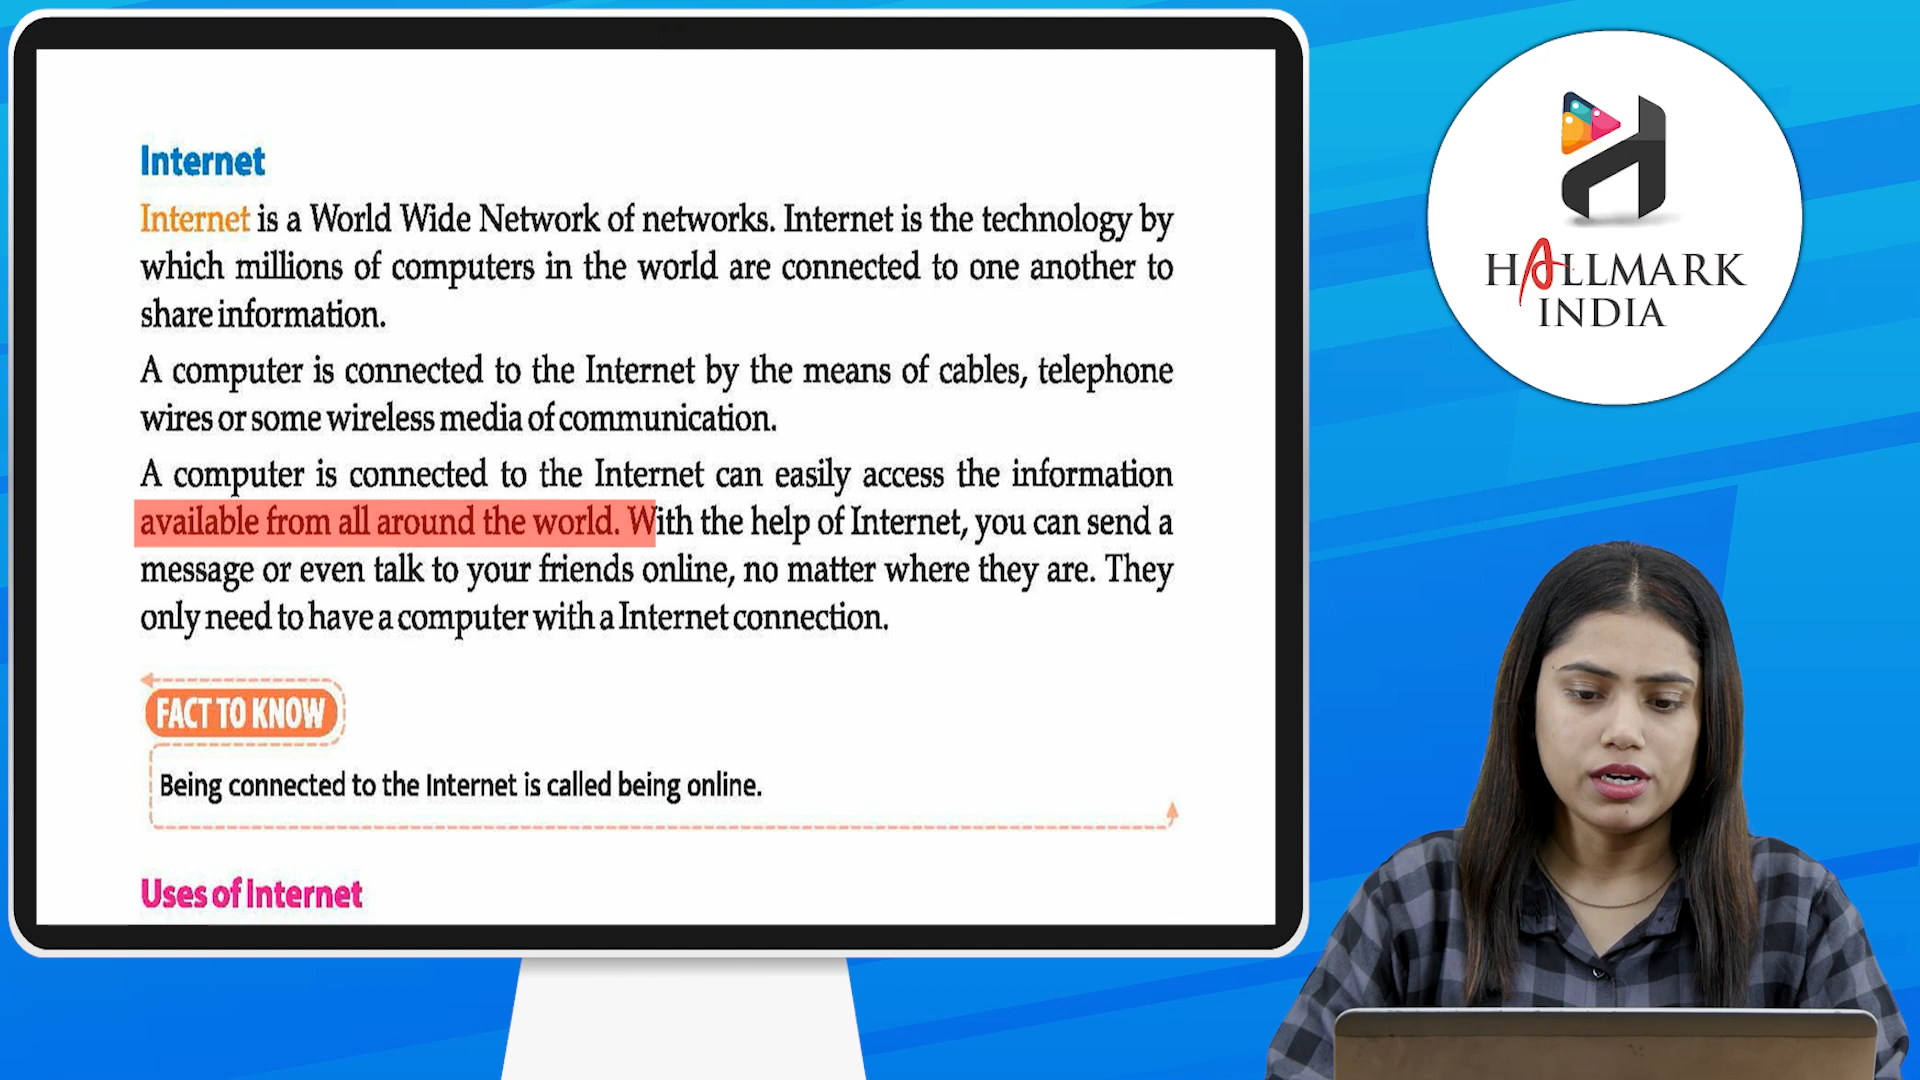 Internet
Internet is a World Wide Network of networks. Internet is the technology by
which millions of computers in the world are connected to one another to
share information.
A computer is connected to the Internet by the means of cables, telephone
wires or some wireless media of communication.
A computer is connected to the Internet can easily access the information
available from all around the world. With the help of Internet, you can send a
message or even talk to your friends online, no matter where they are. They
only need to have a computer with a Internet connection.
FACT TO KNOW
Being connected to the Internet is called being online.
Uses of Internet
HALLMARK
INDIA